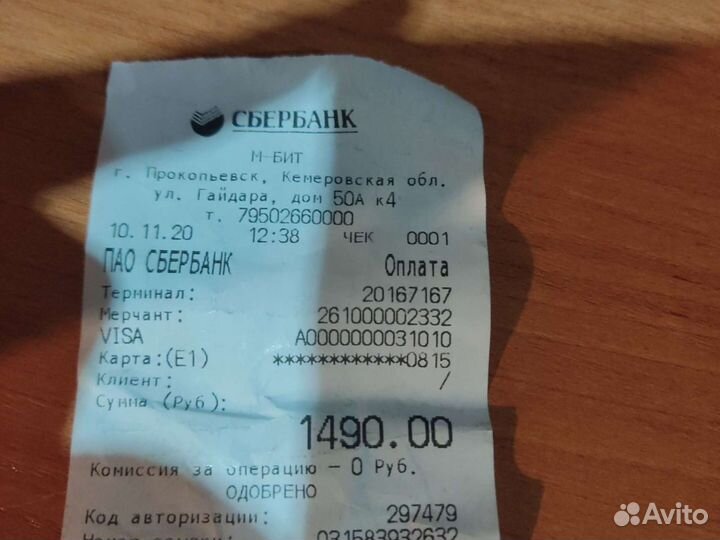 СБЕРБАНК
М-БИТ
г. Прокопьевск, Кемеровская обл.
ул. Гайдара, дом 50А к4
т. 79502660000
10.11.20 12:38 ЧЕК 0001
ПАО СБЕРБАНК Оплата
Терминал: 20167167
Мерчант: 261000002332
VISA A0000000031010
Карта:(E1) ************0815
Клиент: /
Сумма (Руб):
1490.00
Комиссия за операцию – 0 Руб.
ОДОБРЕНО
Код авторизации: 297479
031583932632
Avito